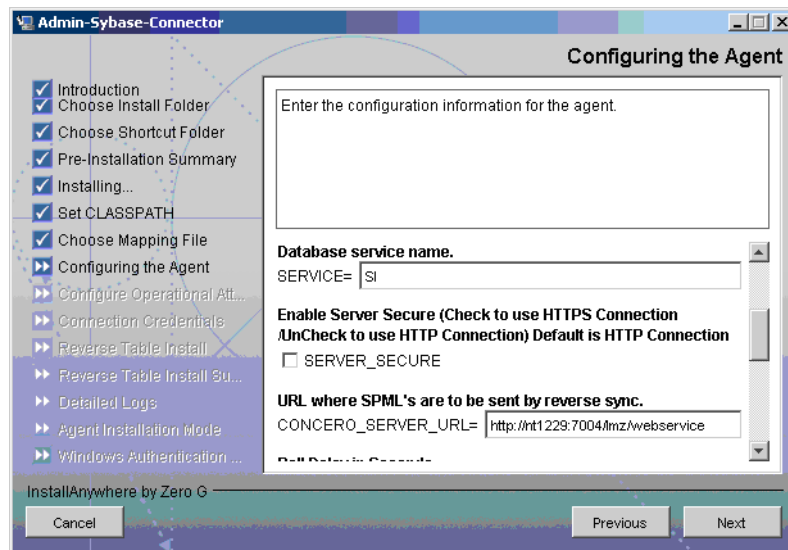 Admin-Sybase-Connector
Configuring the Agent
Introduction
Choose Install Folder
Choose Shortcut Folder
Pre-Installation Summary
Installing...
Set CLASSPATH
Choose Mapping File
Configuring the Agent
Configure Operational Att...
Connection Credentials
Reverse Table Install
Reverse Table Install Su...
Detailed Logs
Agent Installation Mode
Windows Authentication ...
Enter the configuration information for the agent.
Database service name.
SERVICE= SI
Enable Server Secure (Check to use HTTPS Connection
/UnCheck to use HTTP Connection) Default is HTTP Connection
SERVER_SECURE
URL where SPML's are to be sent by reverse sync.
CONCERO_SERVER_URL= http://nt1229:7004/lmz/webservice
Poll Delay in Seconds
InstallAnywhere by Zero G
Cancel
Previous
Next